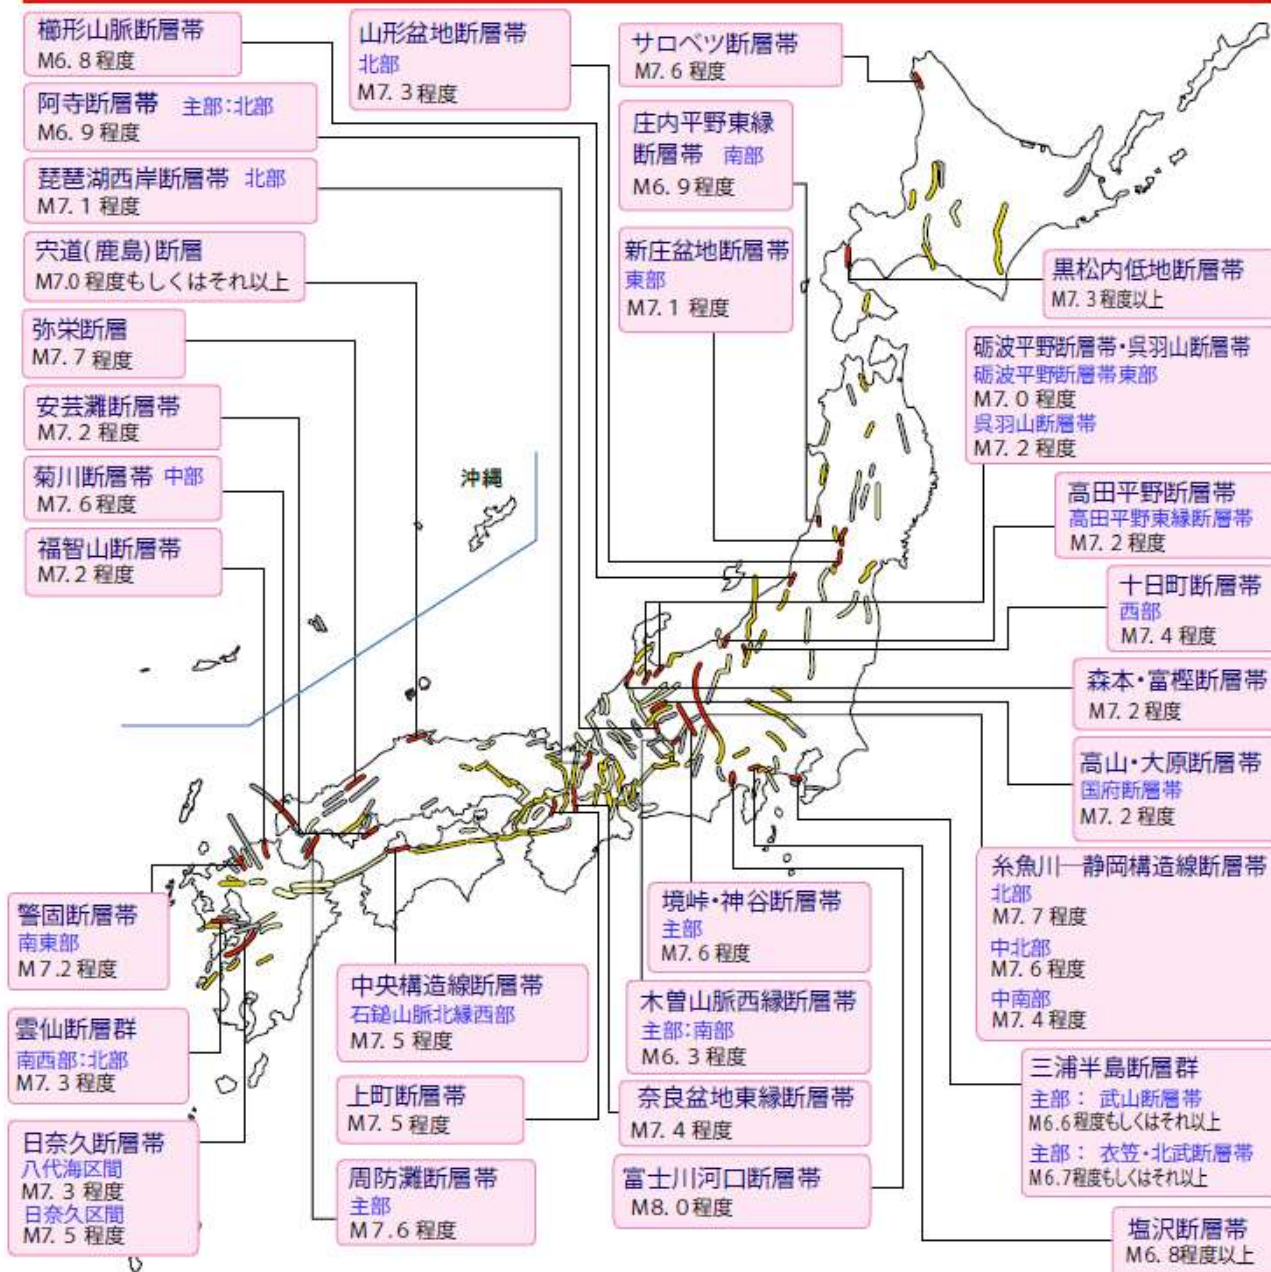 櫛形山脈断層帯
M6.8程度
阿寺断層帯 主部:北部
M6.9程度
琵琶湖西岸断層帯 北部
M7.1程度
宍道(鹿島)断層
M7.0程度もしくはそれ以上
弥栄断層
M7.7程度
安芸灘断層帯
M7.2程度
菊川断層帯 中部
M7.6程度
福智山断層帯
M7.2程度
山形盆地断層帯
北部
M7.3程度
サロベツ断層帯
M7.6程度
庄内平野東縁
断層帯 南部
M6.9程度
新庄盆地断層帯
東部
M7.1程度
黒松内低地断層帯
M7.3程度以上
砺波平野断層帯・呉羽山断層帯
砺波平野断層帯東部
M7.0程度
呉羽山断層帯
M7.2程度
高田平野断層帯
高田平野東縁断層帯
M7.2程度
十日町断層帯
西部
M7.4程度
森本・富樫断層帯
M7.2程度
高山・大原断層帯
国府断層帯
M7.2程度
糸魚川―静岡構造線断層帯
北部
M7.7程度
中北部
M7.6程度
中南部
M7.4程度
三浦半島断層群
主部: 武山断層帯
M6.6程度もしくはそれ以上
主部: 衣笠・北武断層帯
M6.7程度もしくはそれ以上
塩沢断層帯
M6.8程度以上
沖縄
警固断層帯
南東部
M7.2程度
雲仙断層群
南西部:北部
M7.3程度
日奈久断層帯
八代海区間
M7.3程度
日奈久区間
M7.5程度
中央構造線断層帯
石鎚山脈北縁西部
M7.5程度
上町断層帯
M7.5程度
周防灘断層帯
主部
M7.6程度
境峠・神谷断層帯
主部
M7.6程度
木曽山脈西縁断層帯
主部:南部
M6.3程度
奈良盆地東縁断層帯
M7.4程度
富士川河口断層帯
M8.0程度